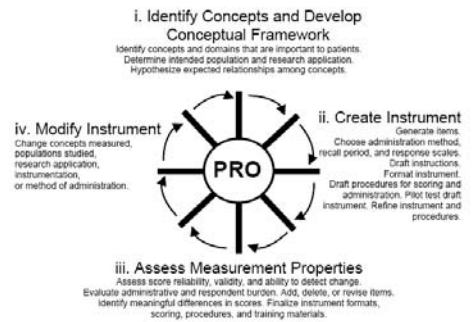 i. Identify Concepts and Develop
Conceptual Framework
Identify concepts and domains that are important to patients.
Determine intended population and research application.
Hypothesize expected relationships among concepts.
ii. Create Instrument
Generate items.
Choose administration method,
recall period, and response scales.
Draft instructions.
Format instrument.
Draft procedures for scoring and
administration. Pilot test draft
instrument. Refine instrument and
procedures.
iv. Modify Instrument
Change concepts measured,
populations studied,
research application,
instrumentation,
or method of administration.
PRO
iii. Assess Measurement Properties
Assess score reliability, validity, and ability to detect change.
Evaluate administrative and respondent burden. Add, delete, or revise items.
Identify meaningful differences in scores. Finalize instrument formats,
scoring, procedures, and training materials.